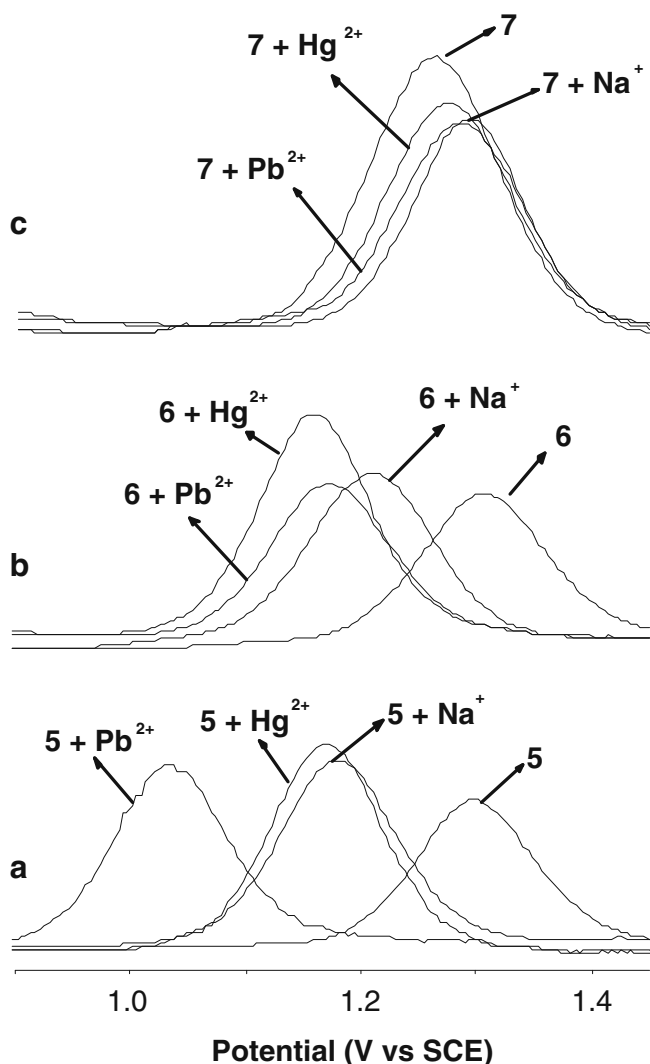 7
7 + Hg2+
7 + Na+
7 + Pb2+
c
6 + Hg2+
6 + Na+
6
6 + Pb2+
b
5 + Pb2+
5 + Hg2+
5 + Na+
5
a
1.0 1.2 1.4
Potential (V vs SCE)